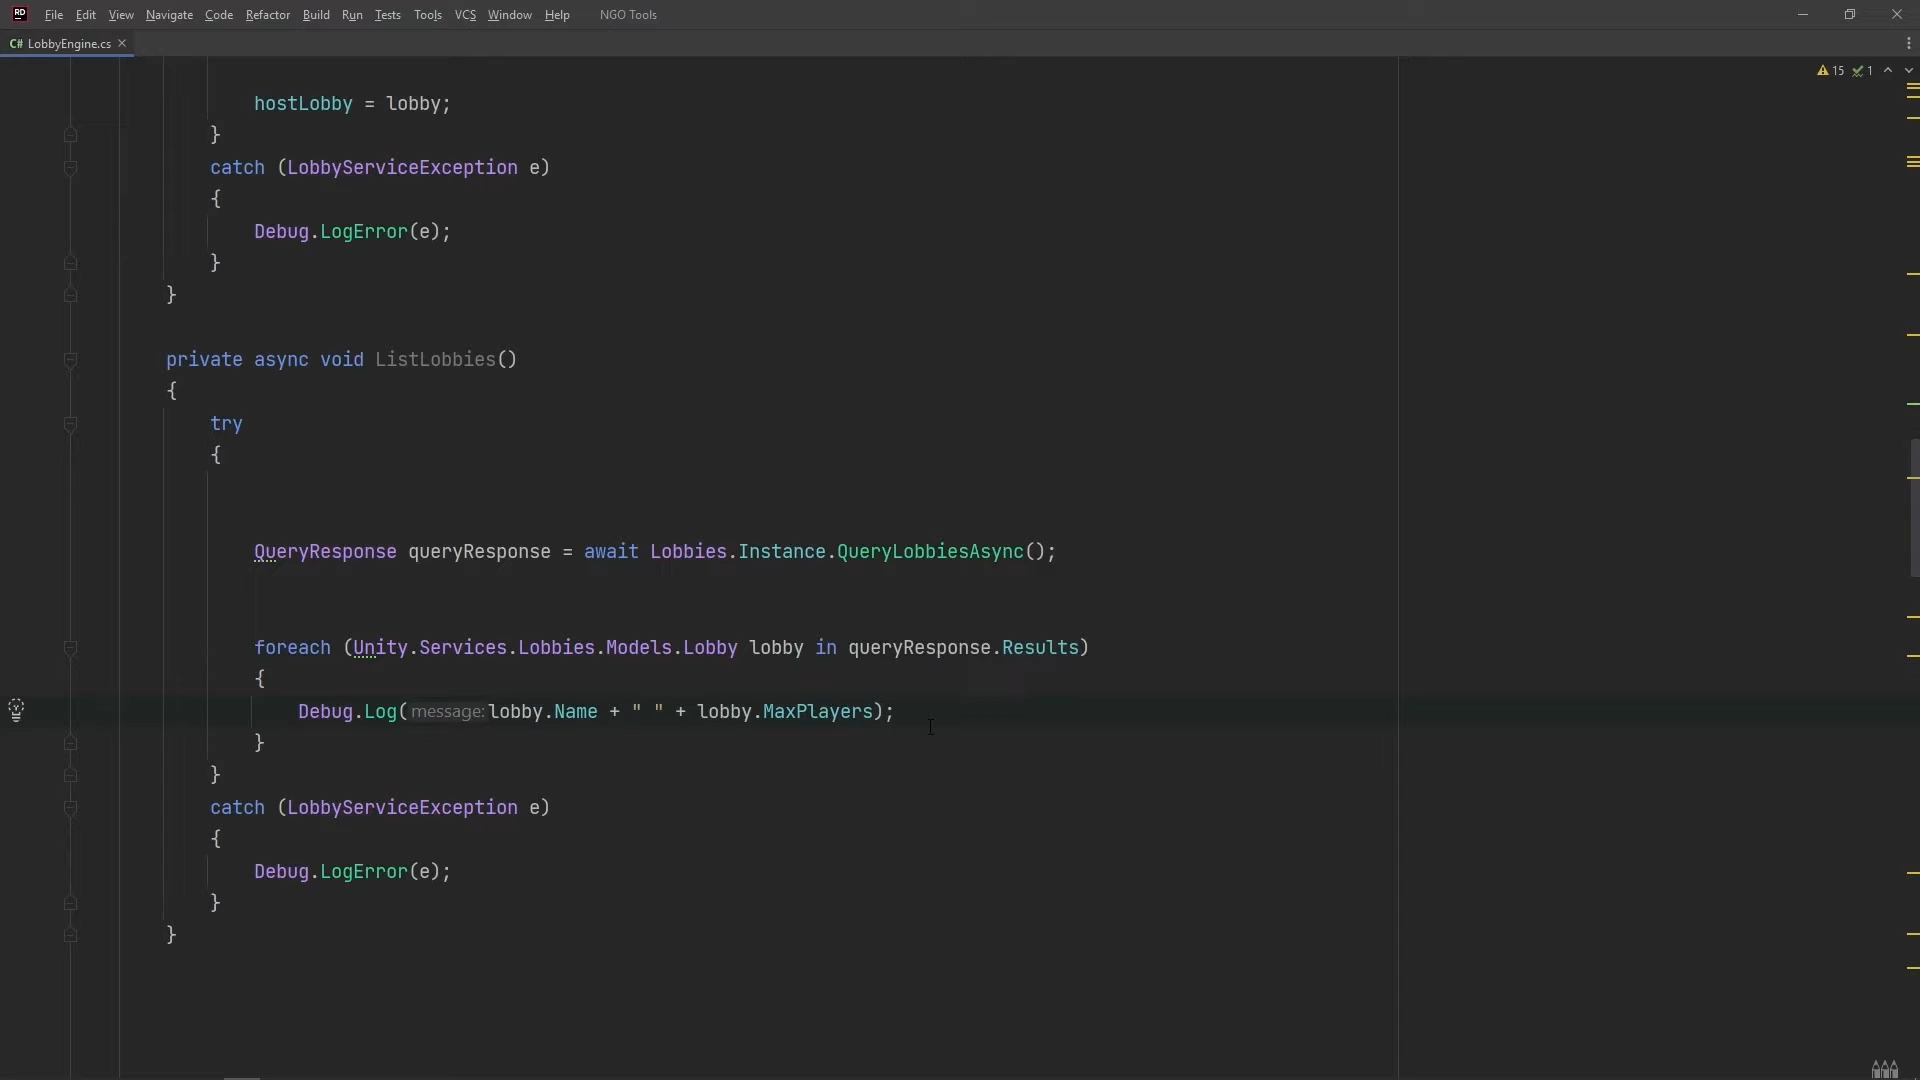 RD File Edit View Navigate Code Refactor Build Run Tests Tools VCS Window Help NGO Tools
C# LobbyEngine.cs
15 1
hostLobby = lobby;
}
catch (LobbyServiceException e)
{
Debug.LogError(e);
}
}
private async void ListLobbies()
{
try
{
QueryResponse queryResponse = await Lobbies.Instance.QueryLobbiesAsync();
foreach (Unity.Services.Lobbies.Models.Lobby lobby in queryResponse.Results)
{
Debug.Log(message:lobby.Name + " " + lobby.MaxPlayers);
}
}
catch (LobbyServiceException e)
{
Debug.LogError(e);
}
}